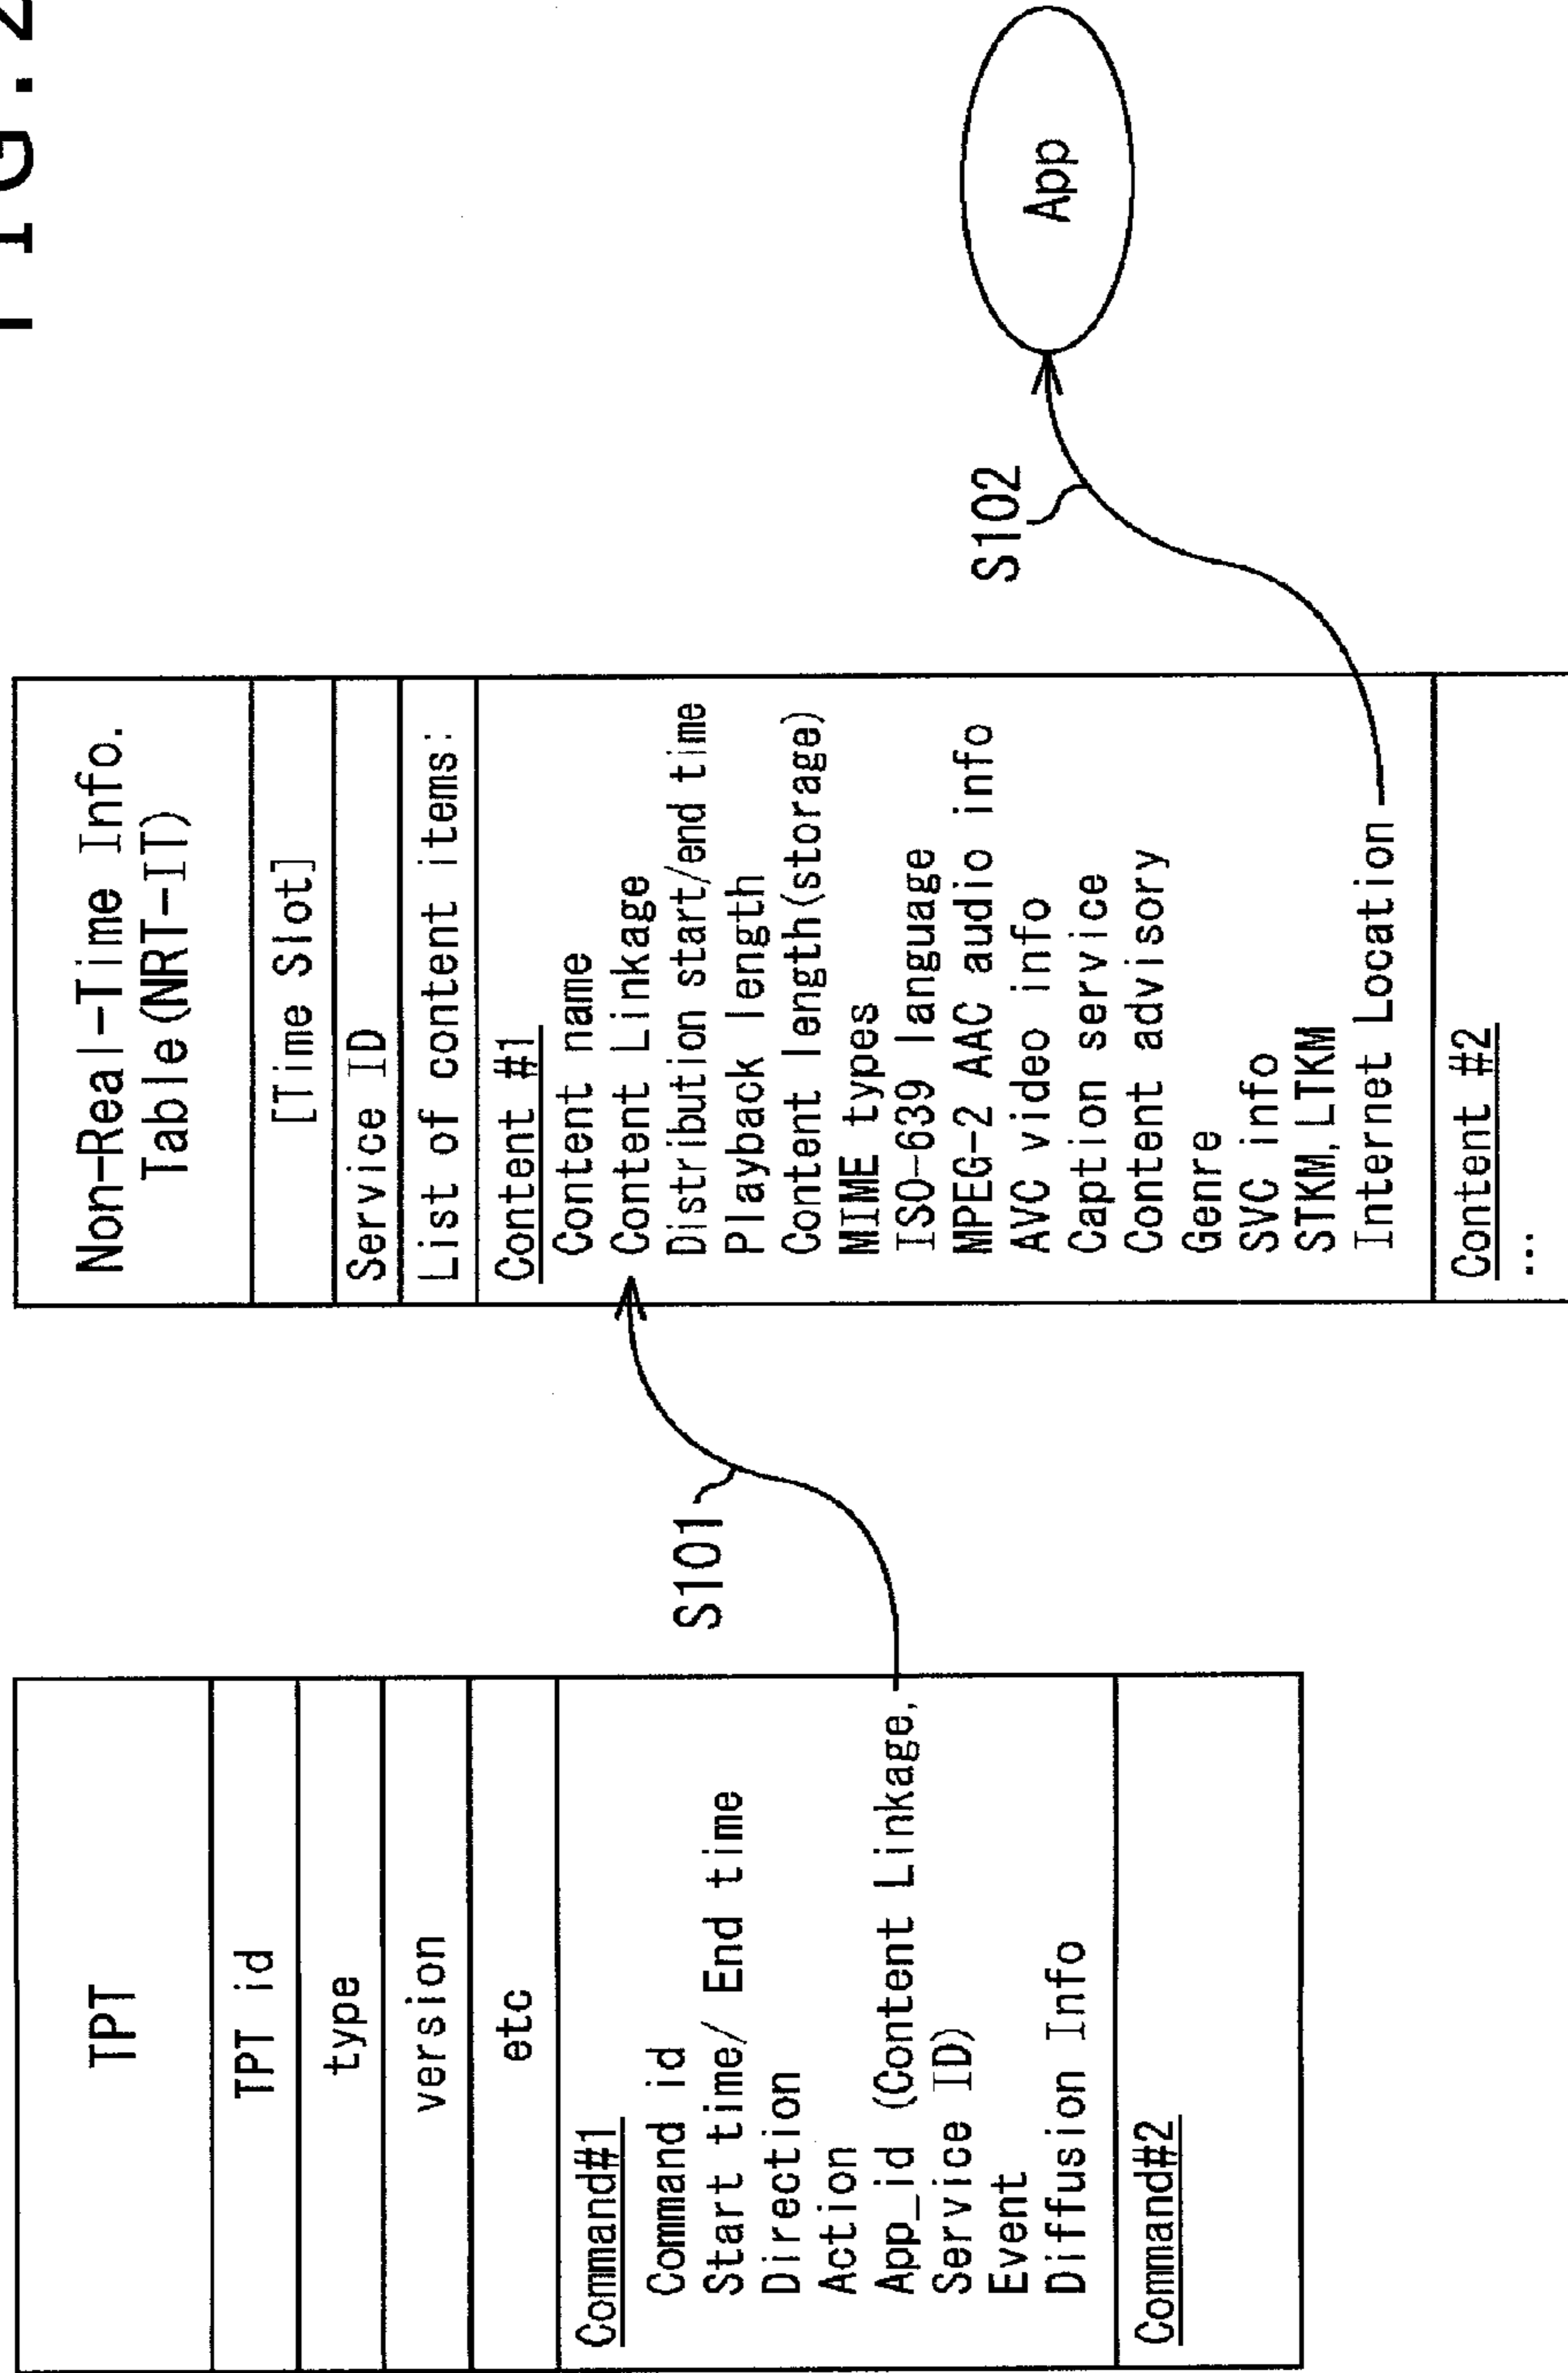 FIG.2
TPT
TPT id
type
version
etc
Command#1
Command id
Start time/ End time
Direction
Action
App_id (Content Linkage,
Service ID)
Event
Diffusion Info
Command#2
S101
Non-Real-Time Info.
Table(NRT-IT)
[Time Slot]
Service ID
List of content items:
Content #1
Content name
Content Linkage
Distribution start/end time
Playback length
Content length(storage)
MIME types
ISO-639 language
MPEG-2 AAC audio info
AVC video info
Caption service
Content advisory
Genre
SVC info
STKM,LTKM
Internet Location
Content #2
...
S102
App